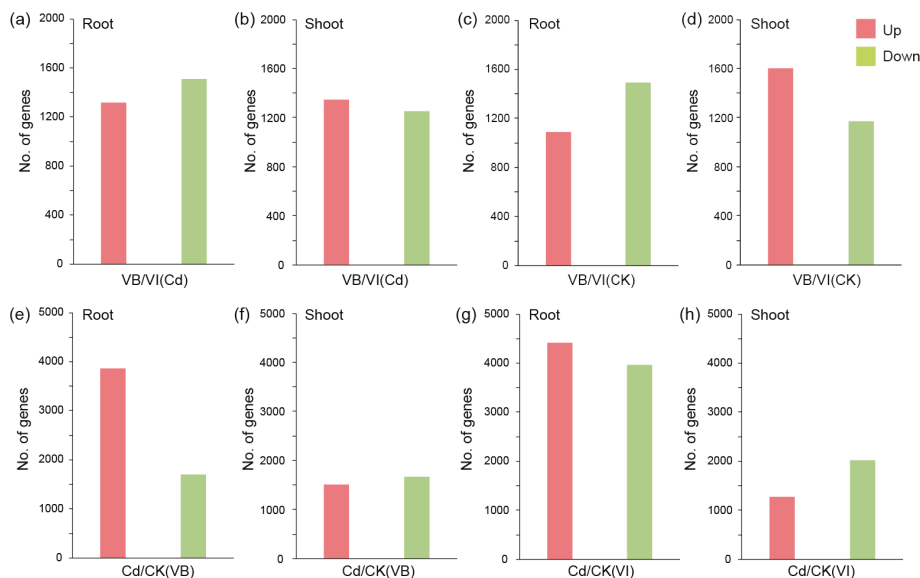 (a) Root
2000
1600
1200
800
400
0
No. of genes
VB/VI(Cd)
(b) Shoot
2000
1600
1200
800
400
0
No. of genes
VB/VI(Cd)
(c) Root
2000
1600
1200
800
400
0
No. of genes
VB/VI(CK)
(d) Shoot
2000
1600
1200
800
400
0
No. of genes
VB/VI(CK)
Up
Down
(e) Root
5000
4000
3000
2000
1000
0
No. of genes
Cd/CK(VB)
(f) Shoot
5000
4000
3000
2000
1000
0
No. of genes
Cd/CK(VB)
(g) Root
5000
4000
3000
2000
1000
0
No. of genes
Cd/CK(VI)
(h) Shoot
5000
4000
3000
2000
1000
0
No. of genes
Cd/CK(VI)